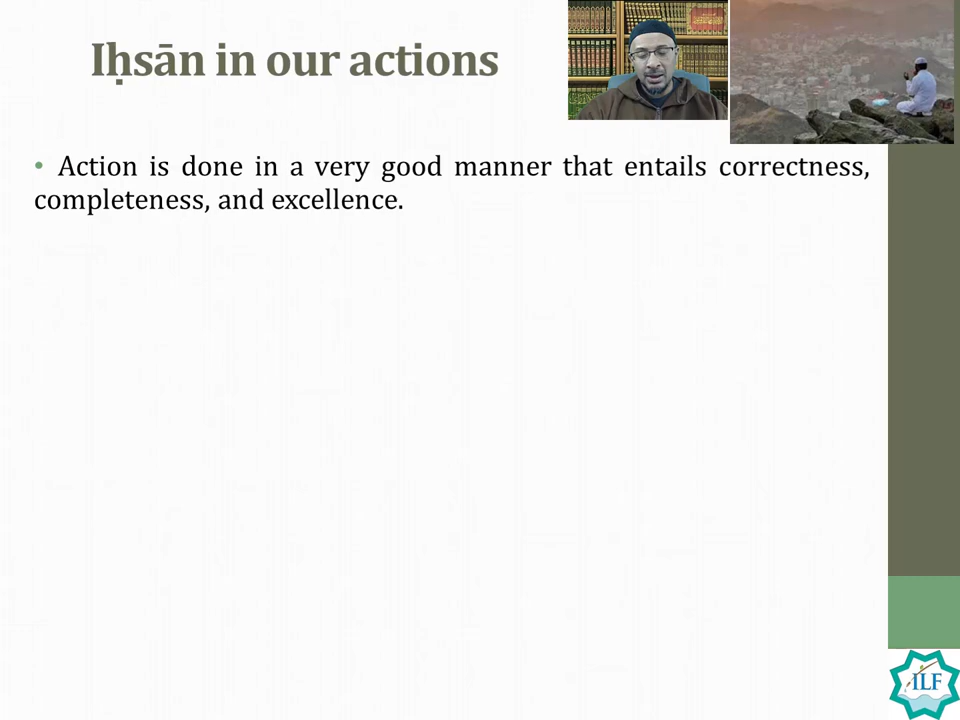 Iḥsān in our actions
• Action is done in a very good manner that entails correctness,
completeness, and excellence.
ILF